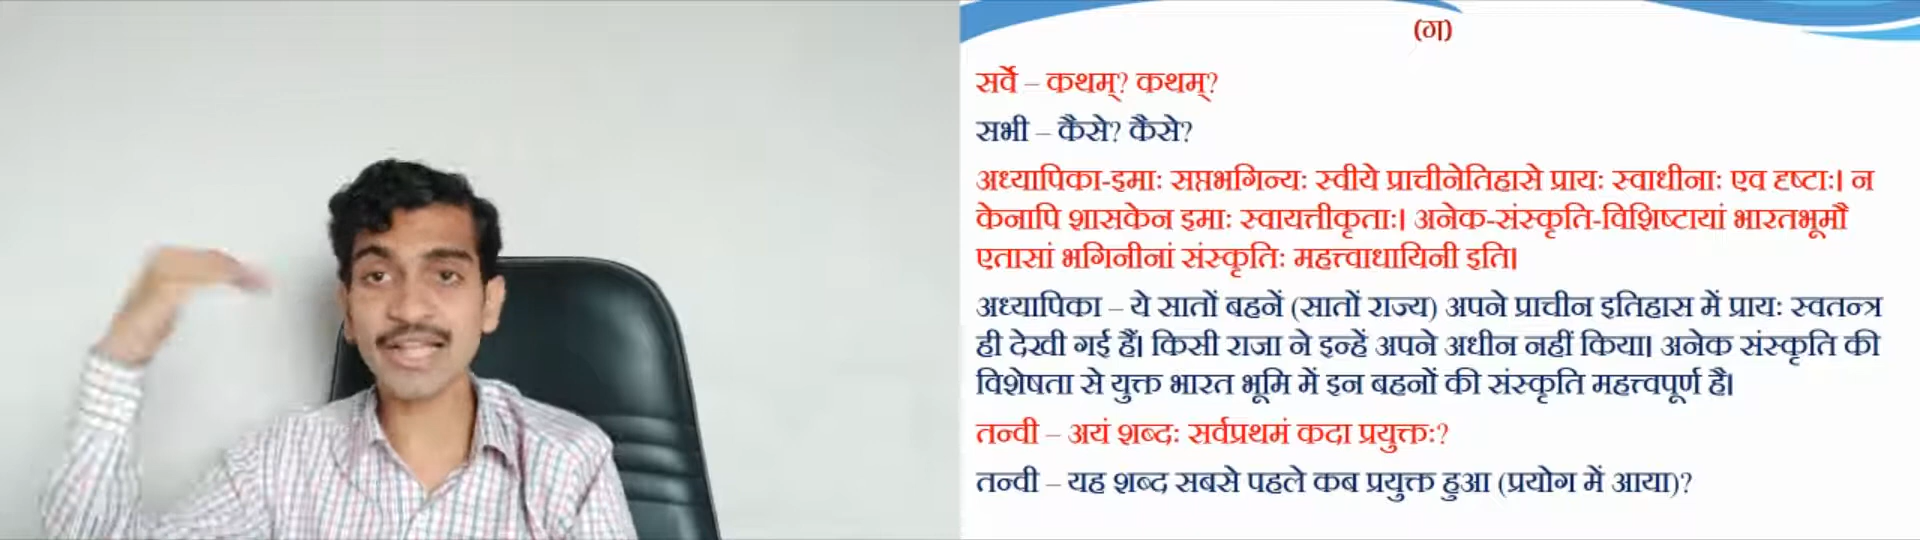 (ग)
सर्वे – कथम्? कथम्?
सभी – कैसे? कैसे?
अध्यापिका-इमाः सप्तभगिन्यः स्वीये प्राचीनेतिहासे प्रायः स्वाधीनाः एव दृष्टाः। न
केनापि शासकेन इमाः स्वायत्तीकृताः। अनेक-संस्कृति-विशिष्टायां भारतभूमौ
एतासां भगिनीनां संस्कृतिः महत्त्वाधायिनी इति।
अध्यापिका – ये सातों बहनें (सातों राज्य) अपने प्राचीन इतिहास में प्रायः स्वतन्त्र
ही देखी गई हैं। किसी राजा ने इन्हें अपने अधीन नहीं किया। अनेक संस्कृति की
विशेषता से युक्त भारत भूमि में इन बहनों की संस्कृति महत्त्वपूर्ण है।
तन्वी – अयं शब्दः सर्वप्रथमं कदा प्रयुक्तः?
तन्वी – यह शब्द सबसे पहले कब प्रयुक्त हुआ (प्रयोग में आया)?